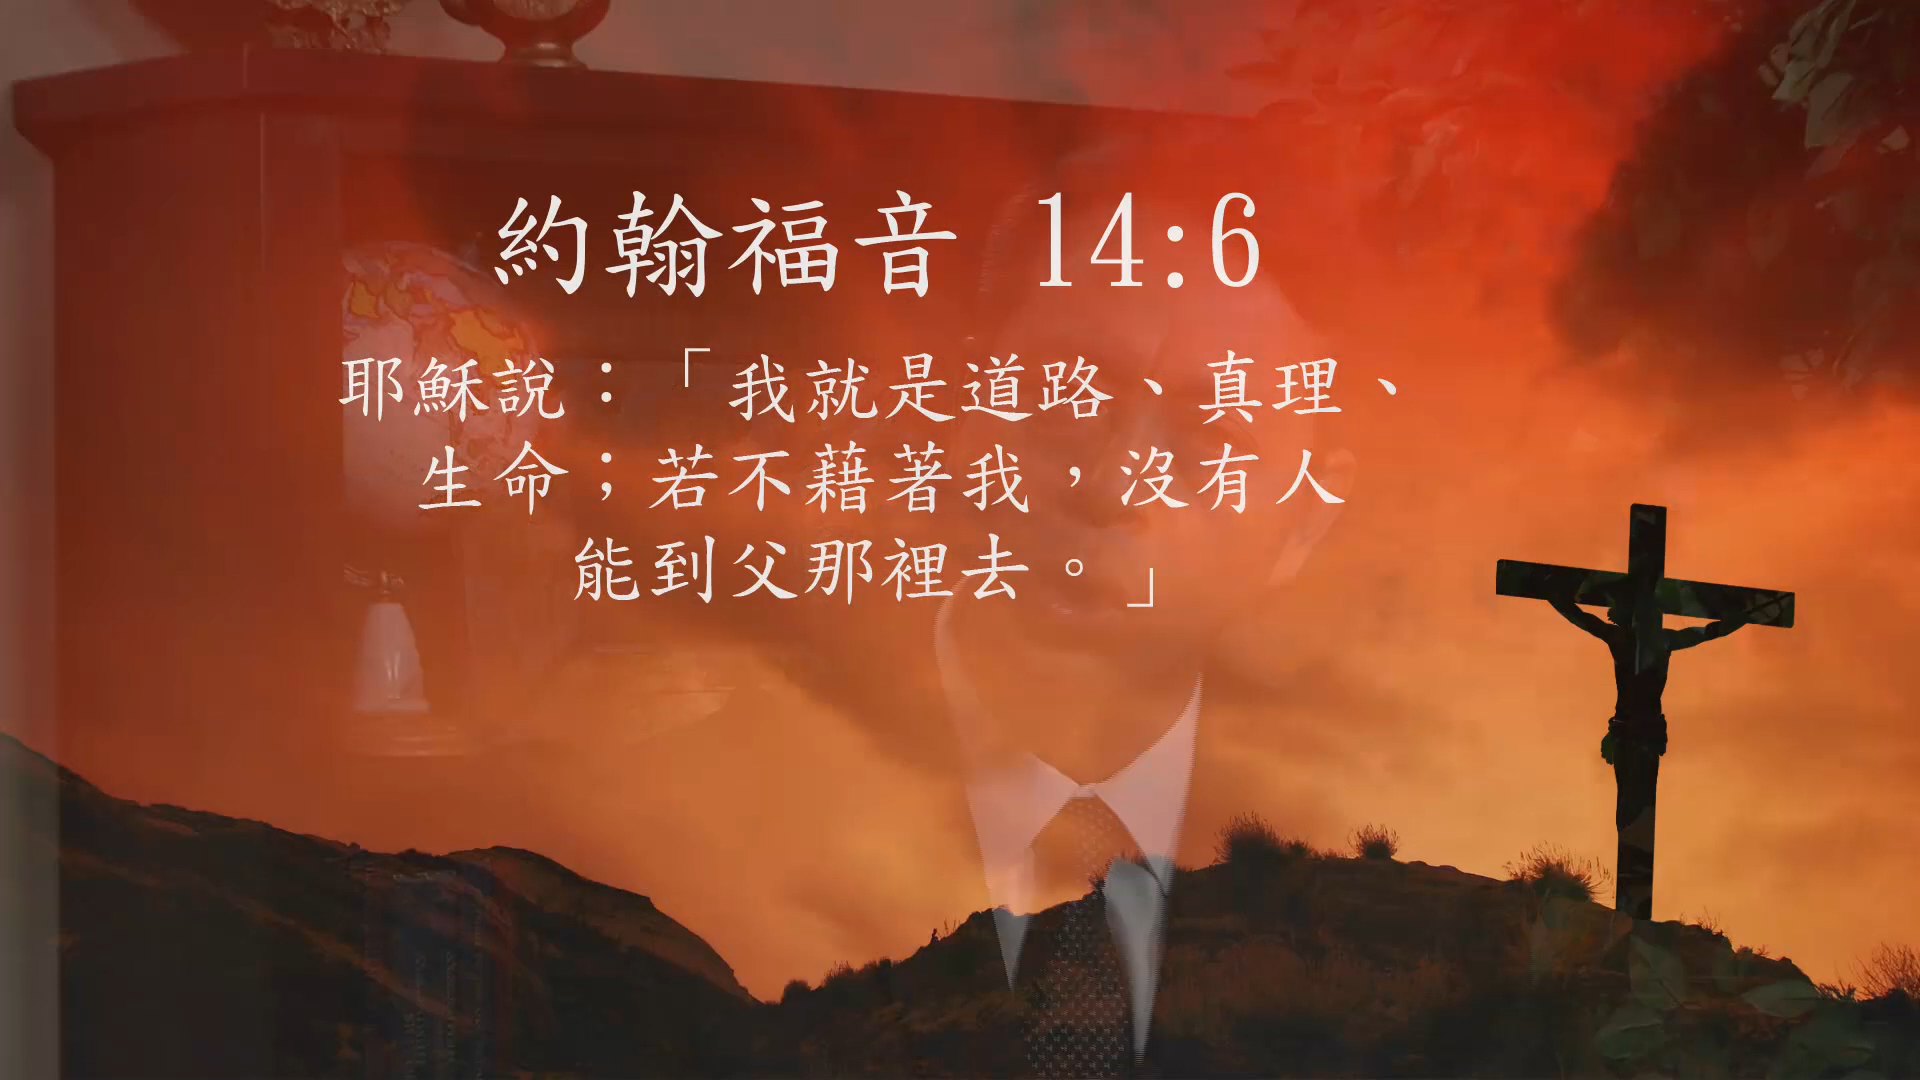 約翰福音 14:6
耶穌說：「我就是道路、真理、
生命；若不藉著我，沒有人
能到父那裡去。」